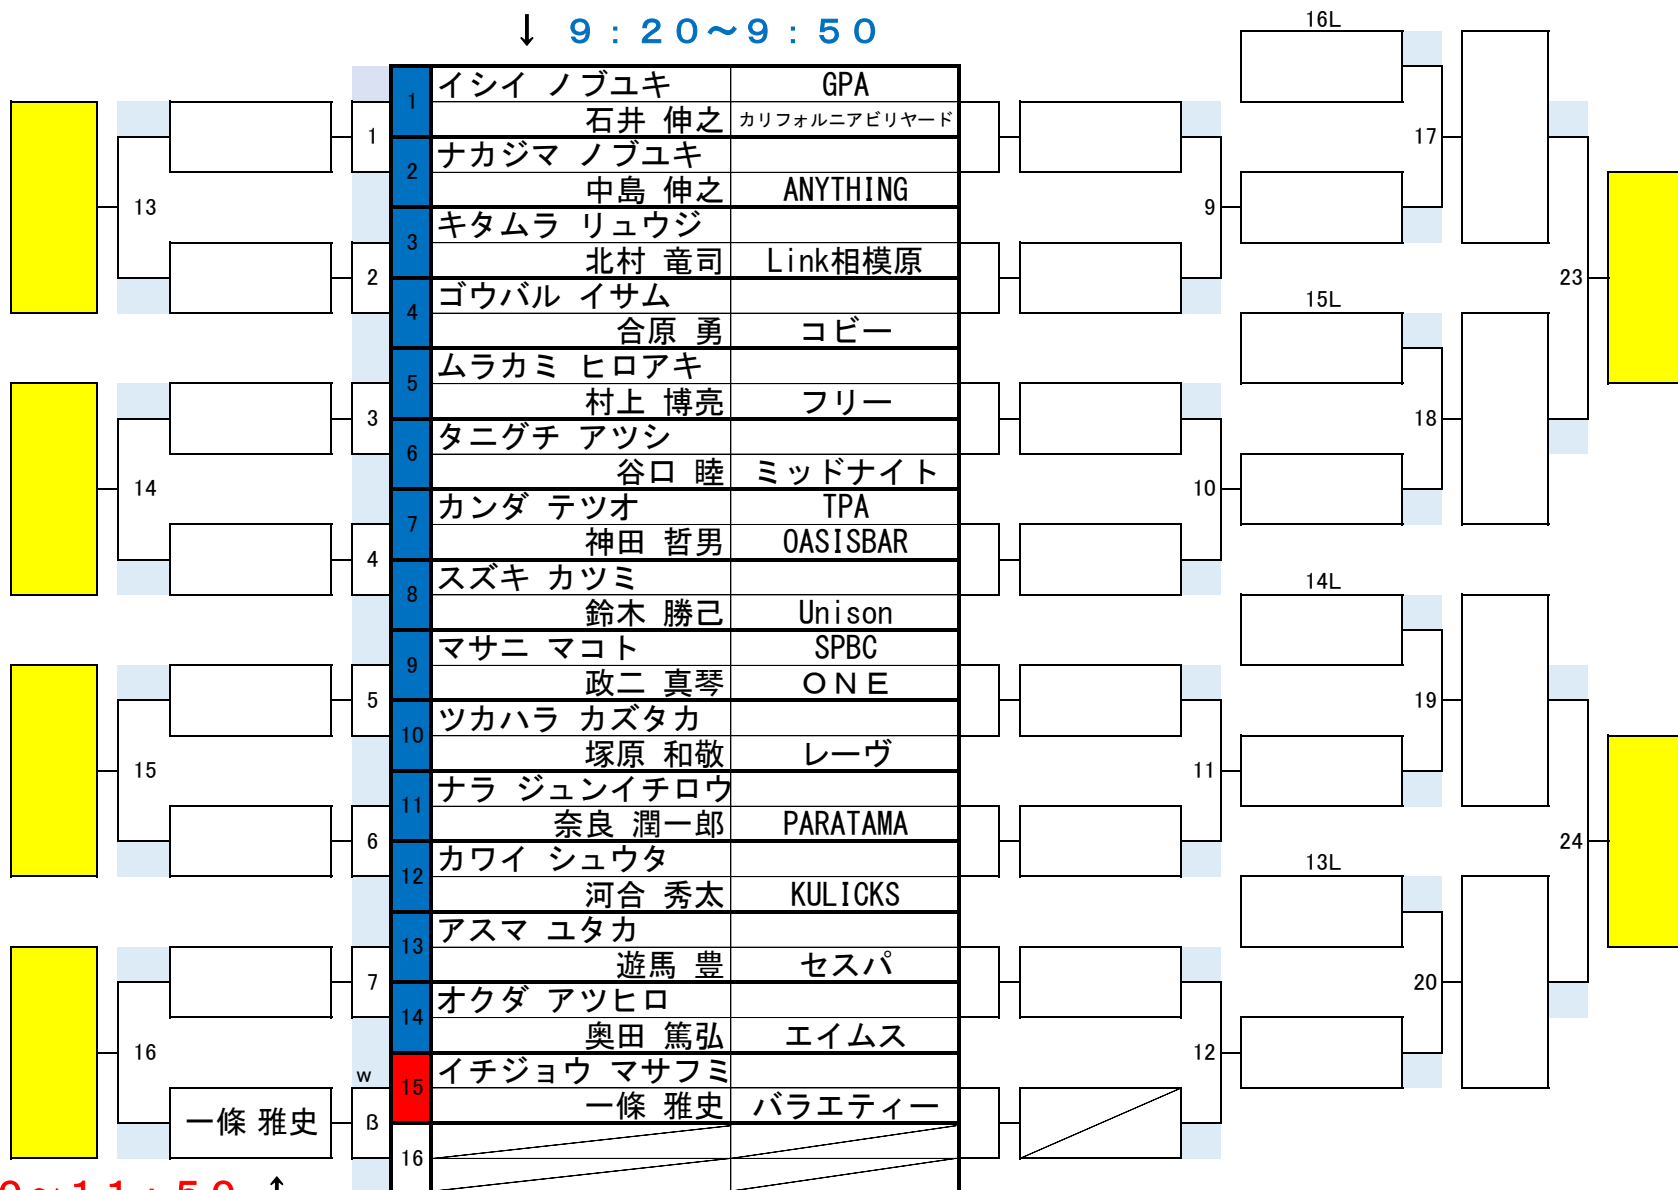 ↓ 9：20～9：50
16L
1 イシイ ノブユキ GPA
石井 伸之 カリフォルニアビリヤード
1
17
2 ナカジマ ノブユキ
中島 伸之 ANYTHING
13
9
3 キタムラ リュウジ
北村 竜司 Link相模原
2
23
4 ゴウバル イサム
合原 勇 コビー
15L
5 ムラカミ ヒロアキ
村上 博亮 フリー
3
18
6 タニグチ アツシ
谷口 睦 ミッドナイト
14
10
7 カンダ テツオ TPA
神田 哲男 OASISBAR
4
8 スズキ カツミ
鈴木 勝己 Unison
14L
9 マサニ マコト SPBC
政二 真琴 ＯＮＥ
5
19
10 ツカハラ カズタカ
塚原 和敬 レーヴ
15
11
11 ナラ ジュンイチロウ
奈良 潤一郎 PARATAMA
6
24
12 カワイ シュウタ
河合 秀太 KULICKS
13L
13 アスマ ユタカ
遊馬 豊 セスパ
7
20
14 オクダ アツヒロ
奥田 篤弘 エイムス
16
12
w
15 イチジョウ マサフミ
一條 雅史 バラエティー
一條 雅史
ß
16
～11：50 ↑